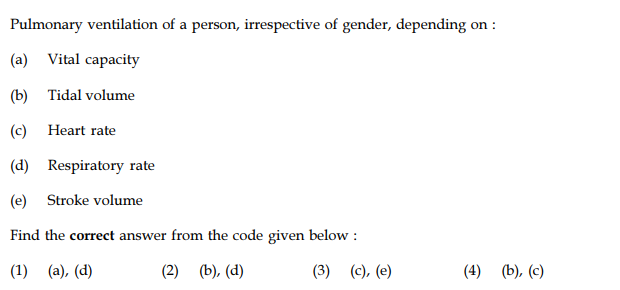 Pulmonary ventilation of a person, irrespective of gender, depending on :
(a) Vital capacity
(b) Tidal volume
(c) Heart rate
(d) Respiratory rate
(e) Stroke volume
Find the correct answer from the code given below :
(1) (a), (d) (2) (b), (d) (3) (c), (e) (4) (b), (c)